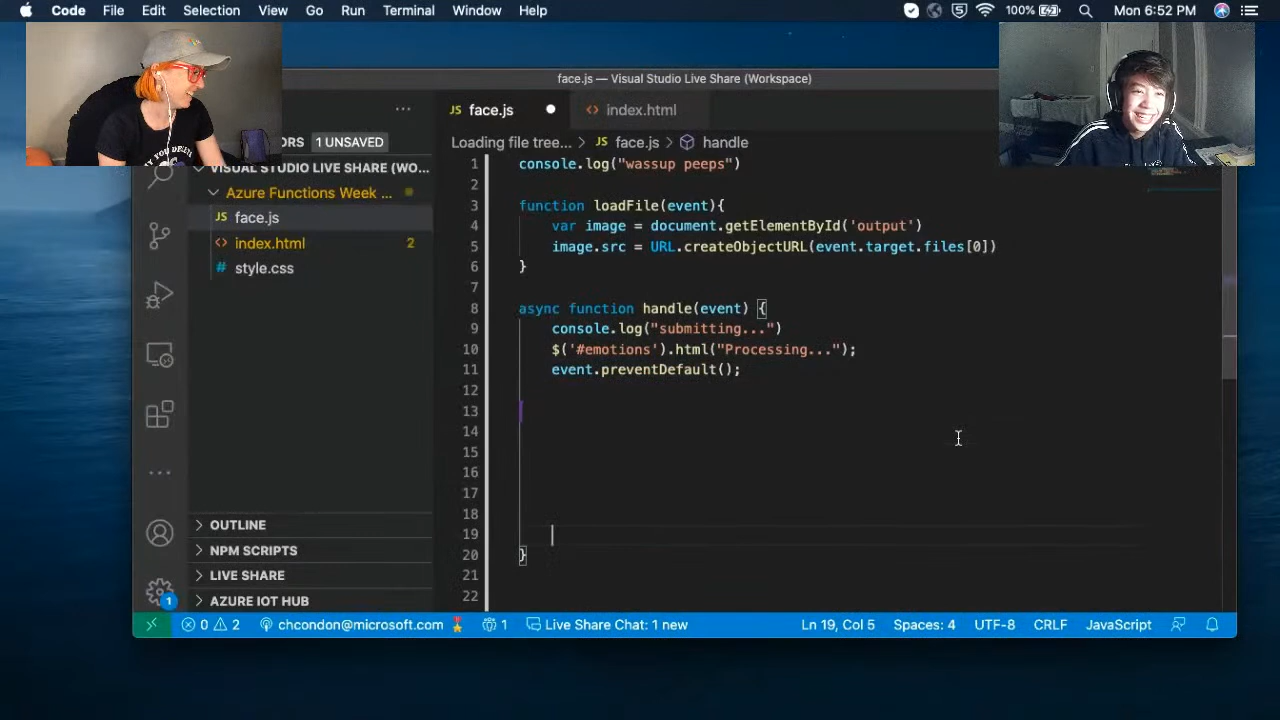 Code File Edit Selection View Go Run Terminal Window Help 100% Mon 6:52 PM
face.js — Visual Studio Live Share (Workspace)
JS face.js index.html
ORS 1 UNSAVED
Loading file tree... JS face.js handle
VISUAL STUDIO LIVE SHARE (WO...
Azure Functions Week ...
JS face.js
index.html 2
# style.css
1 console.log("wassup peeps")
2
3 function loadFile(event){
4 var image = document.getElementById('output')
5 image.src = URL.createObjectURL(event.target.files[0])
6 }
7
8 async function handle(event) {
9 console.log("submitting...")
10 $('#emotions').html("Processing...");
11 event.preventDefault();
12
13
14
15
16
17
18
19
20 }
21
22
OUTLINE
NPM SCRIPTS
LIVE SHARE
AZURE IOT HUB
1
0 2 chcondon@microsoft.com 1 Live Share Chat: 1 new Ln 19, Col 5 Spaces: 4 UTF-8 CRLF JavaScript